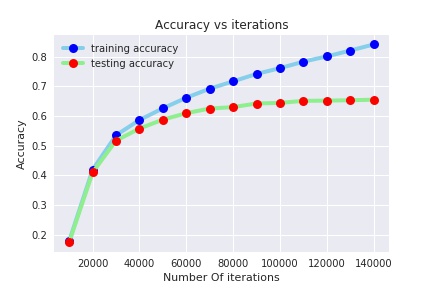 Accuracy vs iterations
training accuracy
testing accuracy
Accuracy
0.8
0.7
0.6
0.5
0.4
0.3
0.2
20000 40000 60000 80000 100000 120000 140000
Number Of iterations